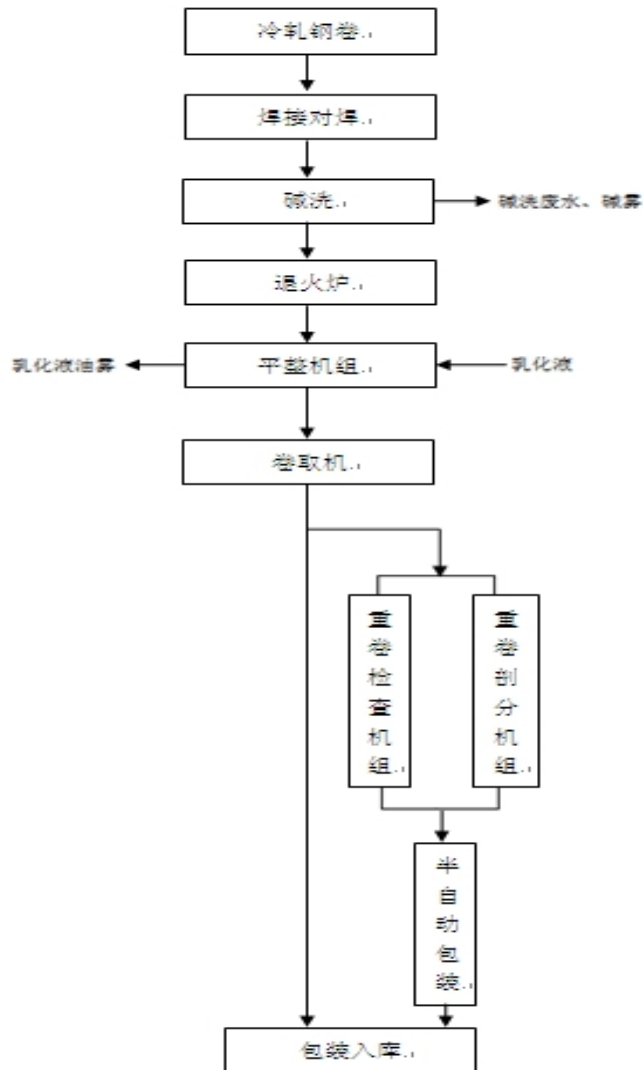 冷轧钢卷
焊接对焊
碱洗
碱洗废水、碱雾
退火炉
乳化液油雾
平整机组
乳化液
卷取机
重卷检查机组
重卷剖分机组
半自动包装
包装入库